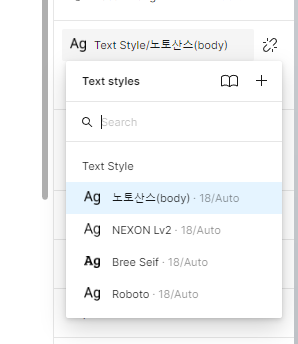 Ag Text Style/노토산스(body)
Text styles
Search
Text Style
Ag 노토산스(body) · 18/Auto
Ag NEXON Lv2 · 18/Auto
Ag Bree Seif · 18/Auto
Ag Roboto · 18/Auto